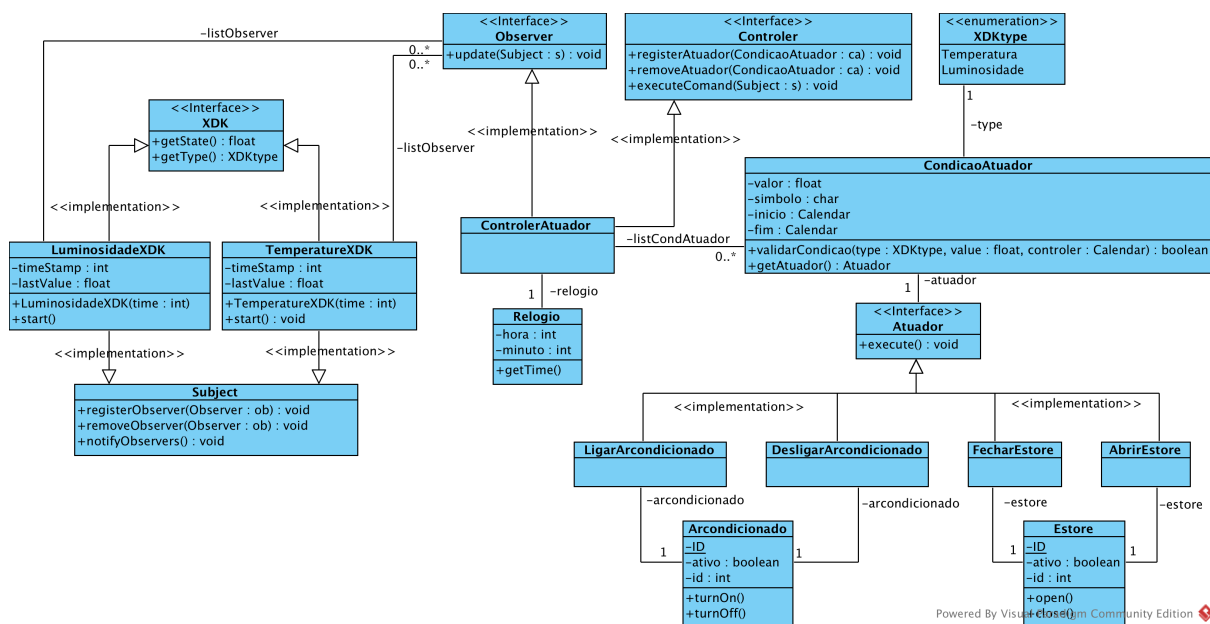 <<Interface>>
Observer
+update(Subject : s) : void
<<Interface>>
Controler
+registerAtuador(CondicaoAtuador : ca) : void
+removeAtuador(CondicaoAtuador : ca) : void
+executeComand(Subject : s) : void
<<enumeration>>
XDKtype
Temperatura
Luminosidade
-listObserver
0..*
0..*
1
-type
<<Interface>>
XDK
+getState() : float
+getType() : XDKtype
<<implementation>>
<<implementation>>
-listObserver
<<implementation>>
<<implementation>>
CondicaoAtuador
-valor : float
-simbolo : char
-inicio : Calendar
-fim : Calendar
+validarCondicao(type : XDKtype, value : float, controler : Calendar) : boolean
+getAtuador() : Atuador
ControlerAtuador
-listCondAtuador
0..*
LuminosidadeXDK
-timeStamp : int
-lastValue : float
+LuminosidadeXDK(time : int)
+start()
TemperatureXDK
-timeStamp : int
-lastValue : float
+TemperatureXDK(time : int)
+start() : void
1
-relogio
1
-atuador
Relogio
-hora : int
-minuto : int
+getTime()
<<Interface>>
Atuador
+execute() : void
<<implementation>>
<<implementation>>
Subject
+registerObserver(Observer : ob) : void
+removeObserver(Observer : ob) : void
+notifyObservers() : void
<<implementation>>
<<implementation>>
LigarArcondicionado
DesligarArcondicionado
FecharEstore
AbrirEstore
-arcondicionado
-arcondicionado
-estore
-estore
1
1
1
1
Arcondicionado
-ID
-ativo : boolean
-id : int
+turnOn()
+turnOff()
Estore
-ID
-ativo : boolean
-id : int
+open()
+close()
Powered By Visual Paradigm Community Edition